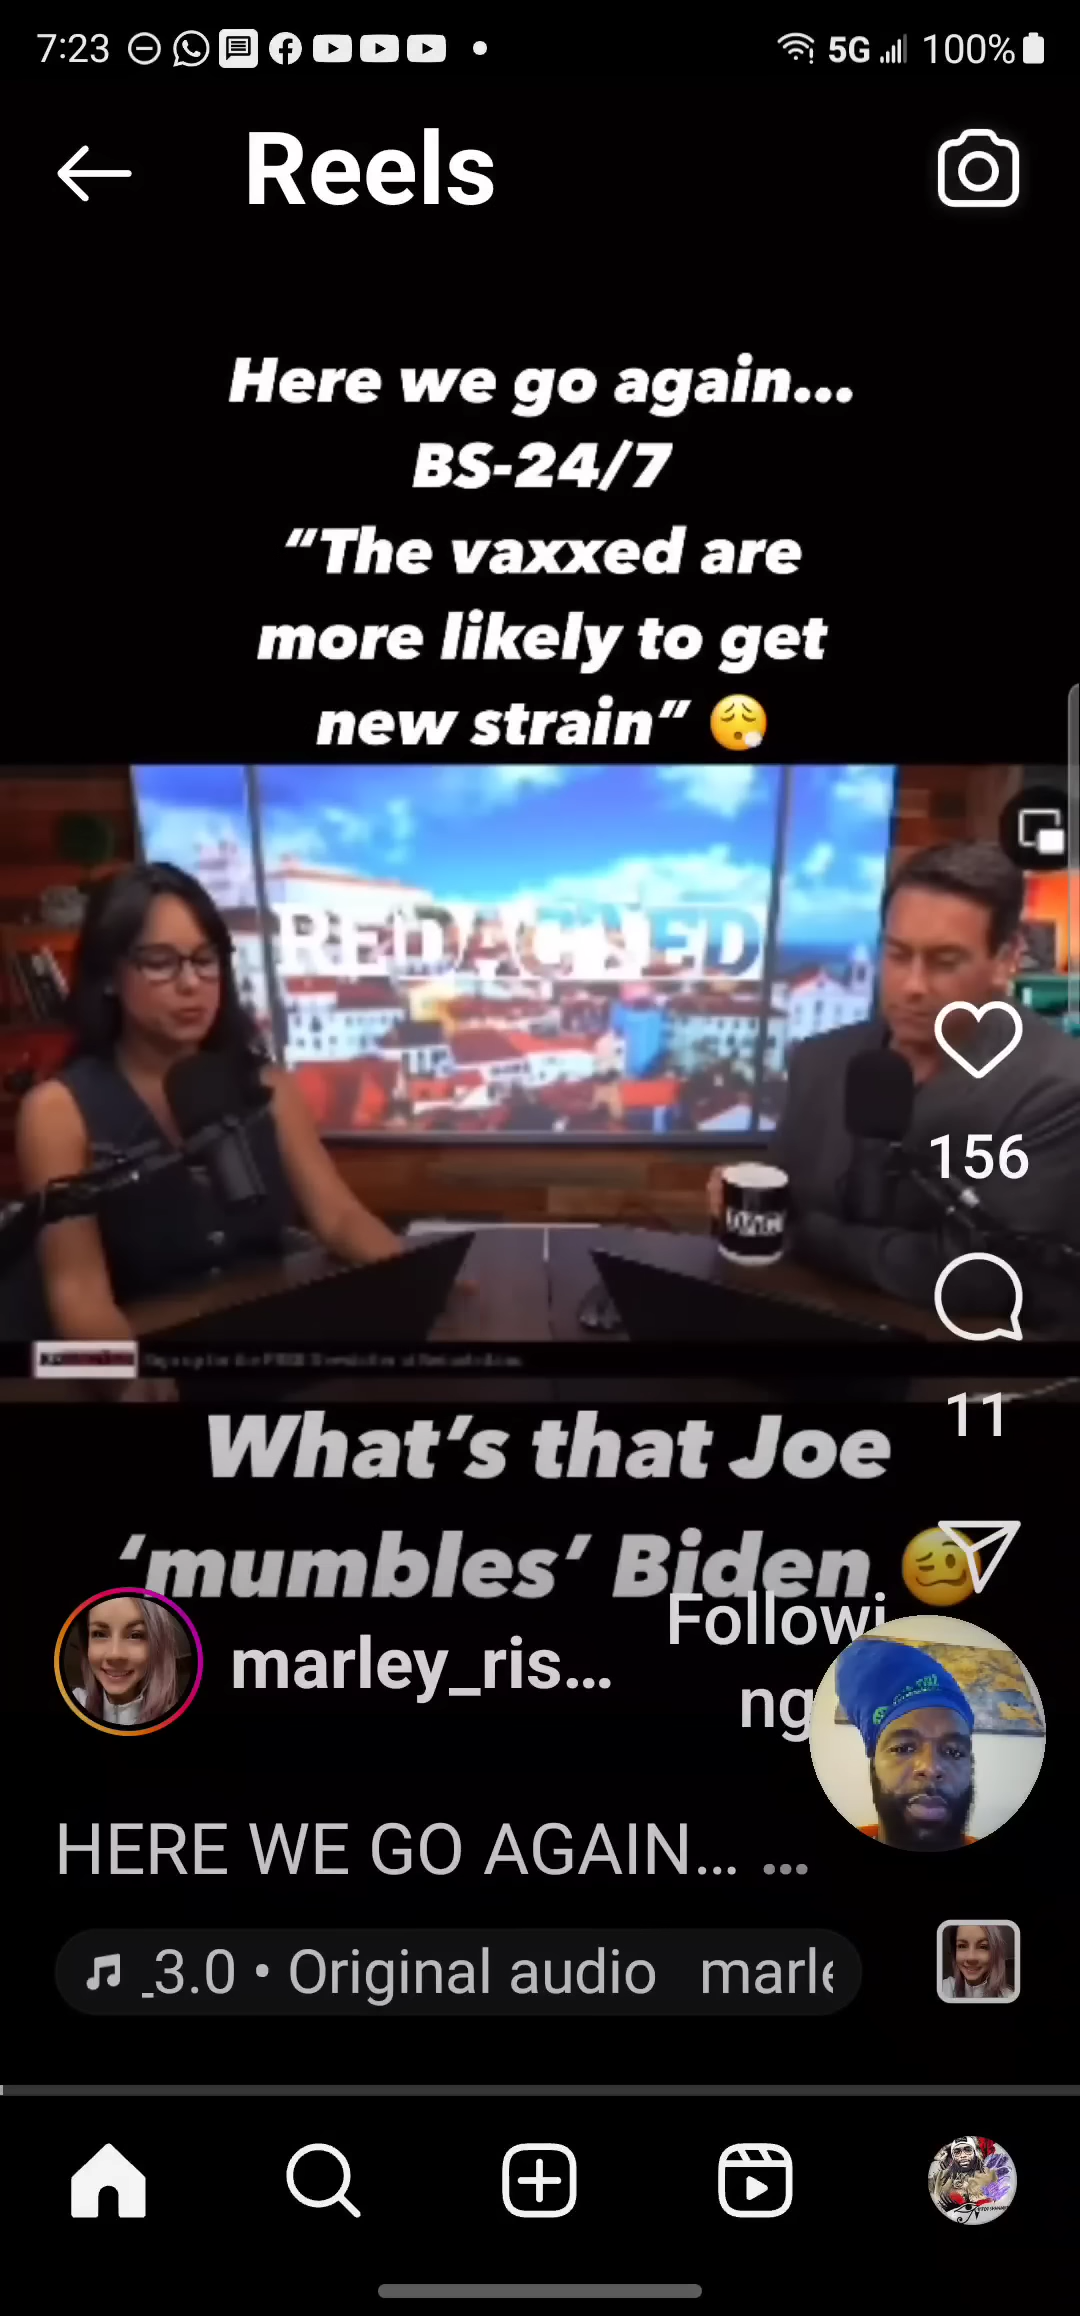 7:23 5G 100%
Reels
Here we go again...
BS-24/7
“The vaxxed are
more likely to get
new strain”
REDACTED
156
11
What’s that Joe
‘mumbles’ Biden
Followi
ng
marley_ris...
HERE WE GO AGAIN... ...
_3.0 • Original audio marle